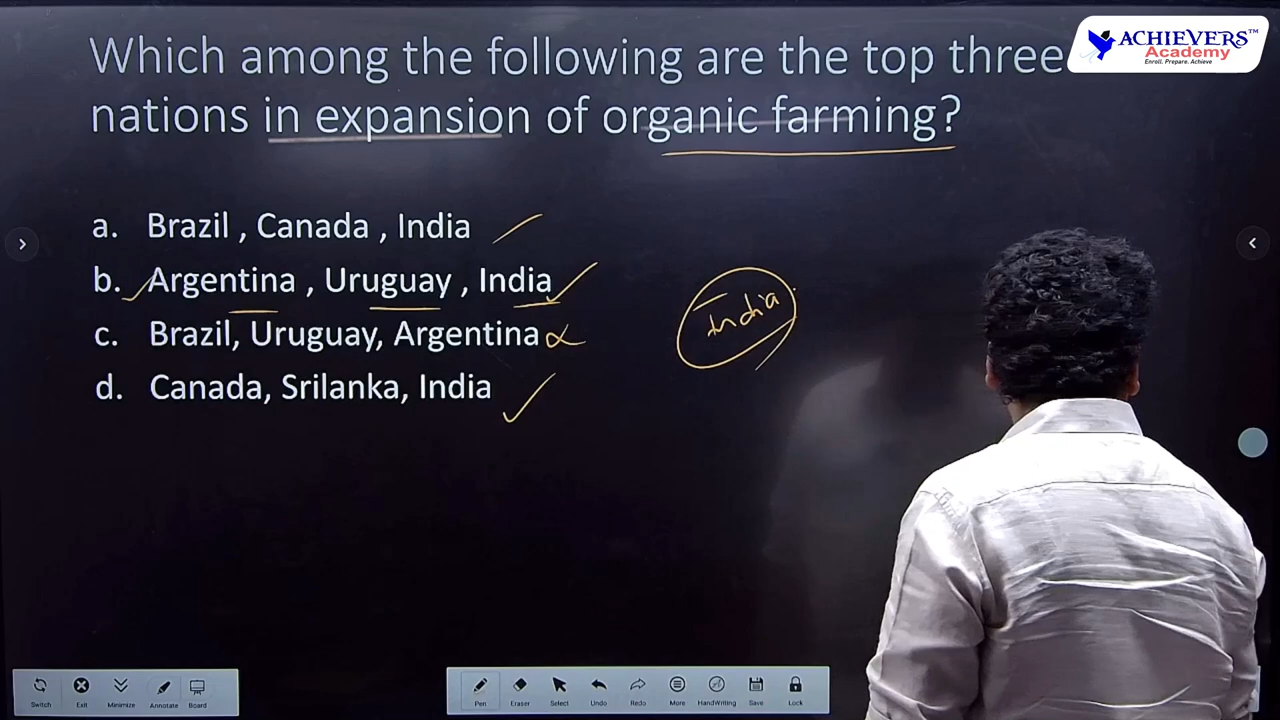 Which among the following are the top three
nations in expansion of organic farming?
ACHIEVERS™
Academy
Enroll. Prepare. Achieve
a. Brazil , Canada , India
b. Argentina , Uruguay , India
c. Brazil, Uruguay, Argentina
d. Canada, Srilanka, India
India
Switch Exit Minimize Annotate Board
Pen Eraser Select Undo Redo More HandWriting Save Lock